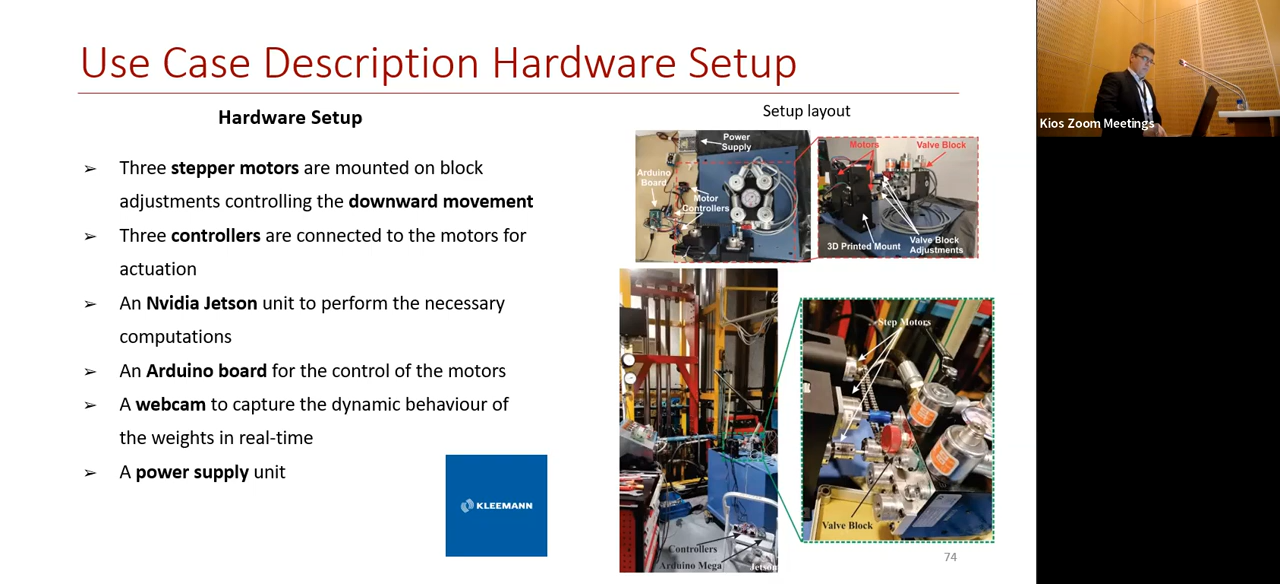 Use Case Description Hardware Setup
Hardware Setup
➢ Three stepper motors are mounted on block
adjustments controlling the downward movement
➢ Three controllers are connected to the motors for
actuation
➢ An Nvidia Jetson unit to perform the necessary
computations
➢ An Arduino board for the control of the motors
➢ A webcam to capture the dynamic behaviour of
the weights in real-time
➢ A power supply unit
KLEEMANN
Setup layout
Power
Supply
Arduino
Board
Motor
Controllers
Motors
Valve Block
3D Printed Mount
Valve Block
Adjustments
Controllers
Arduino Mega
Jetson
Step Motors
Valve Block
74
Kios Zoom Meetings